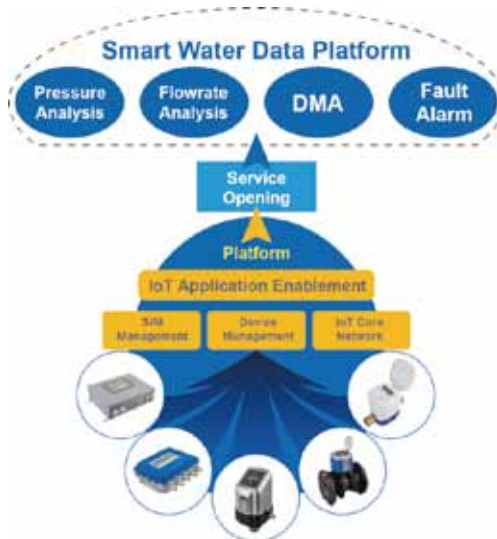 Smart Water Data Platform
Pressure
Analysis
Flowrate
Analysis
DMA
Fault
Alarm
Service
Opening
Platform
IoT Application Enablement
SIM
Management
Device
Management
IoT Core
Network